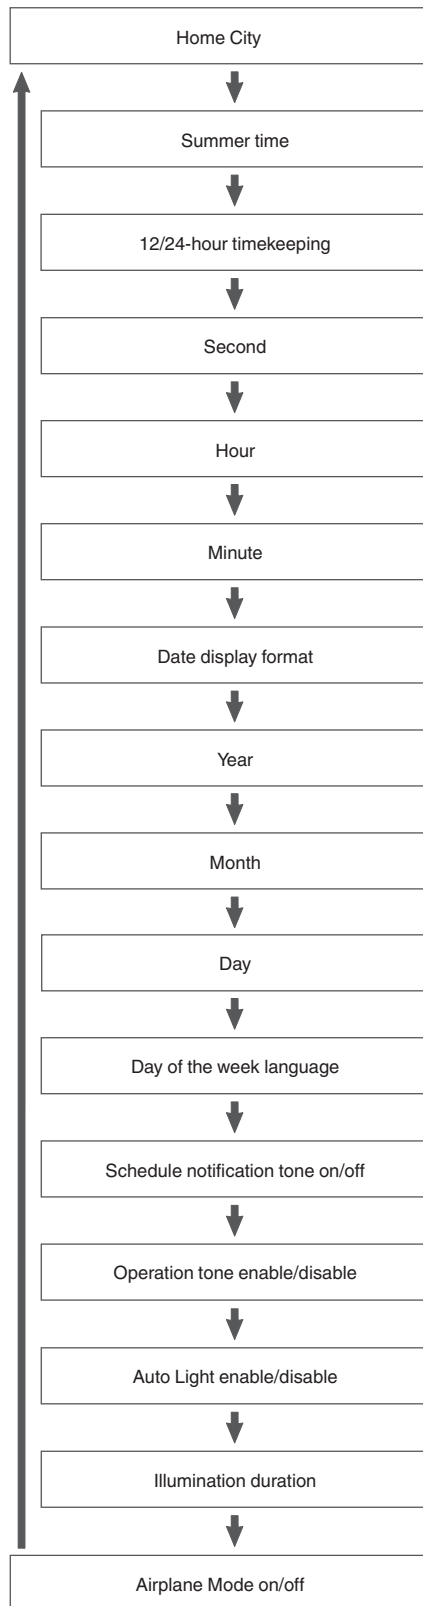 Home City
Summer time
12/24-hour timekeeping
Second
Hour
Minute
Date display format
Year
Month
Day
Day of the week language
Schedule notification tone on/off
Operation tone enable/disable
Auto Light enable/disable
Illumination duration
Airplane Mode on/off